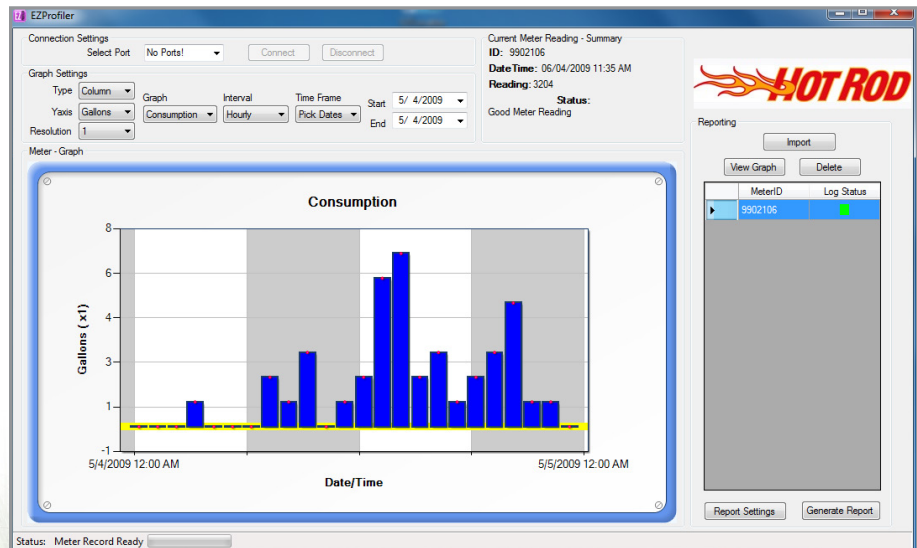 EZProfiler
Connection Settings
Select Port No Ports! Connect Disconnect
Graph Settings
Type Column
Yaxis Gallons
Resolution 1
Graph
Consumption
Interval
Hourly
Time Frame
Pick Dates
Start 5/ 4/2009
End 5/ 4/2009
Current Meter Reading - Summary
ID: 9902106
DateTime: 06/04/2009 11:35 AM
Reading: 3204
Status:
Good Meter Reading
HOT ROD
Reporting
Import
View Graph Delete
MeterID Log Status
9902106
Report Settings Generate Report
Meter - Graph
Consumption
Gallons ( x1)
8
6
4
3
1
-1
5/4/2009 12:00 AM 5/5/2009 12:00 AM
Date/Time
Status: Meter Record Ready